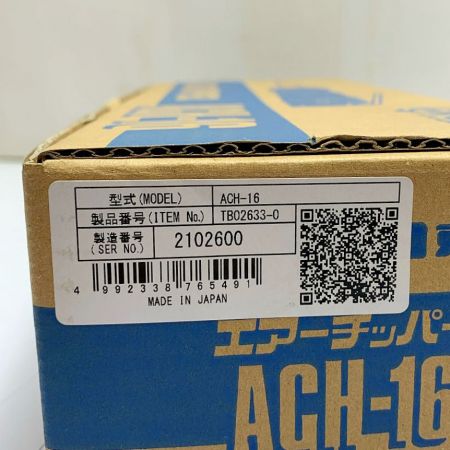 型式(MODEL) ACH-16
製品番号(ITEM No.) TB02633-0
製造番号
(SER NO.) 2102600
4 992338 765491
MADE IN JAPAN
エアーチッパー
ACH-16